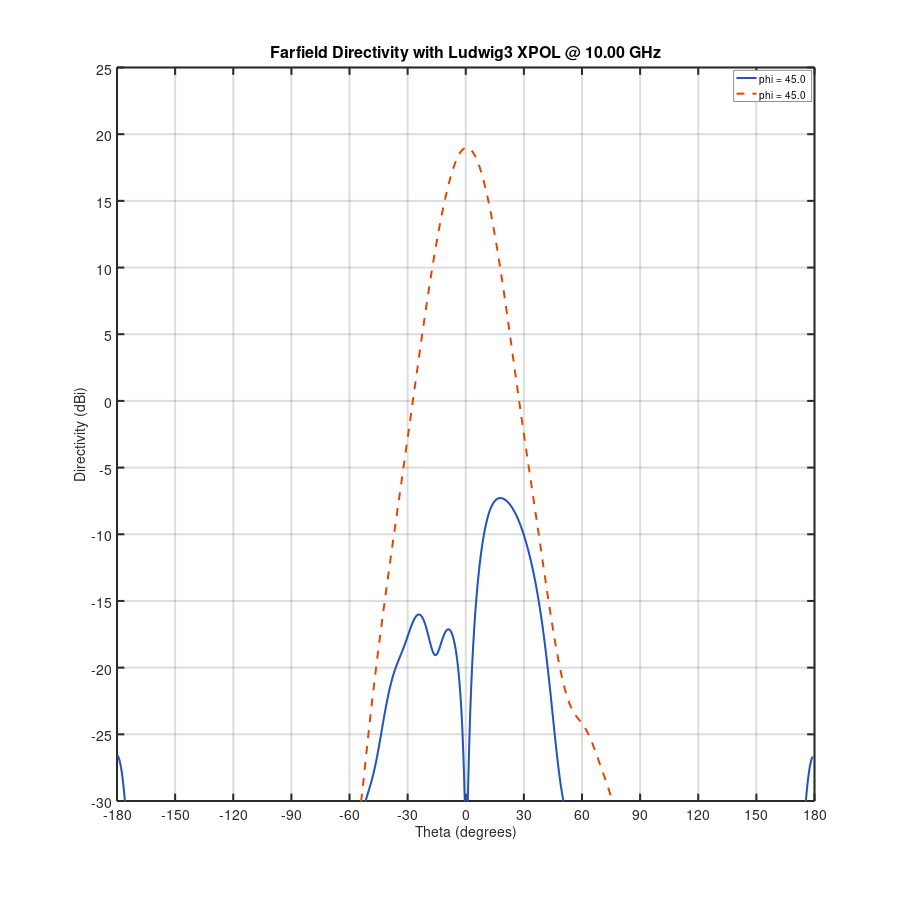 Farfield Directivity with Ludwig3 XPOL @ 10.00 GHz
phi = 45.0
phi = 45.0
25
20
15
10
5
0
-5
-10
-15
-20
-25
-30
Directivity (dBi)
-180 -150 -120 -90 -60 -30 0 30 60 90 120 150 180
Theta (degrees)